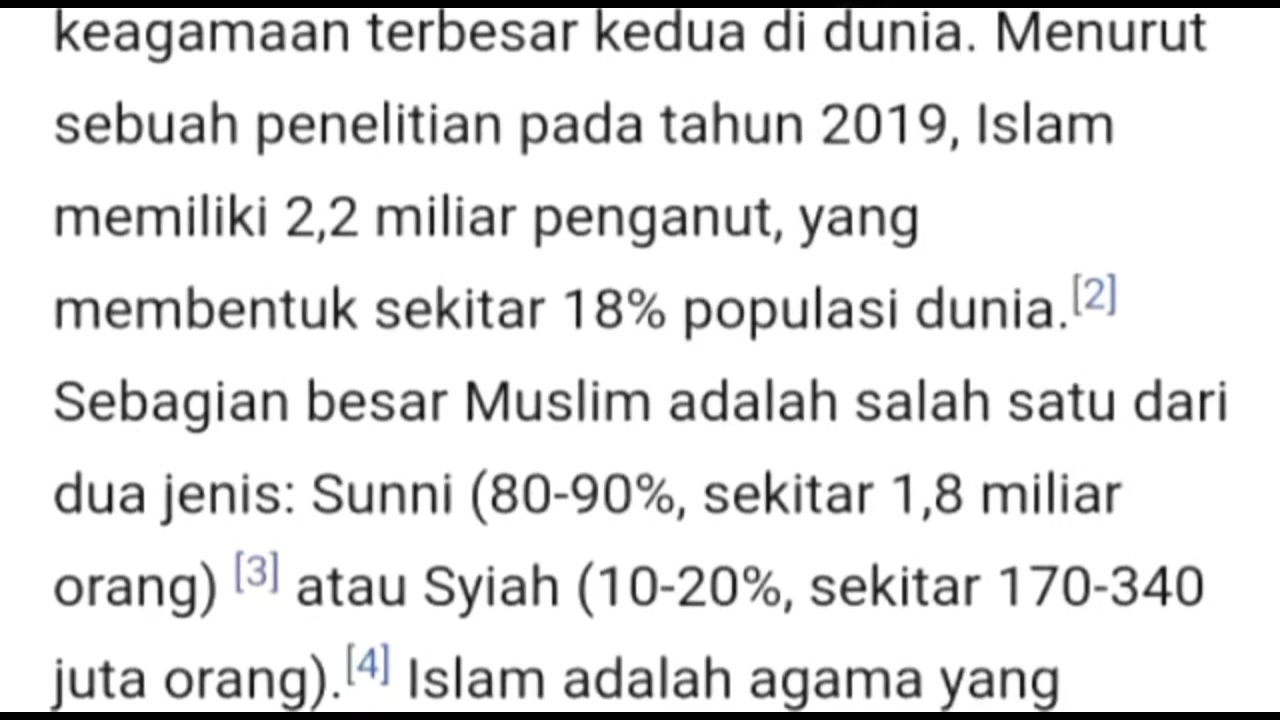 keagamaan terbesar kedua di dunia. Menurut
sebuah penelitian pada tahun 2019, Islam
memiliki 2,2 miliar penganut, yang
membentuk sekitar 18% populasi dunia.[2]
Sebagian besar Muslim adalah salah satu dari
dua jenis: Sunni (80-90%, sekitar 1,8 miliar
orang) [3] atau Syiah (10-20%, sekitar 170-340
juta orang).[4] Islam adalah agama yang